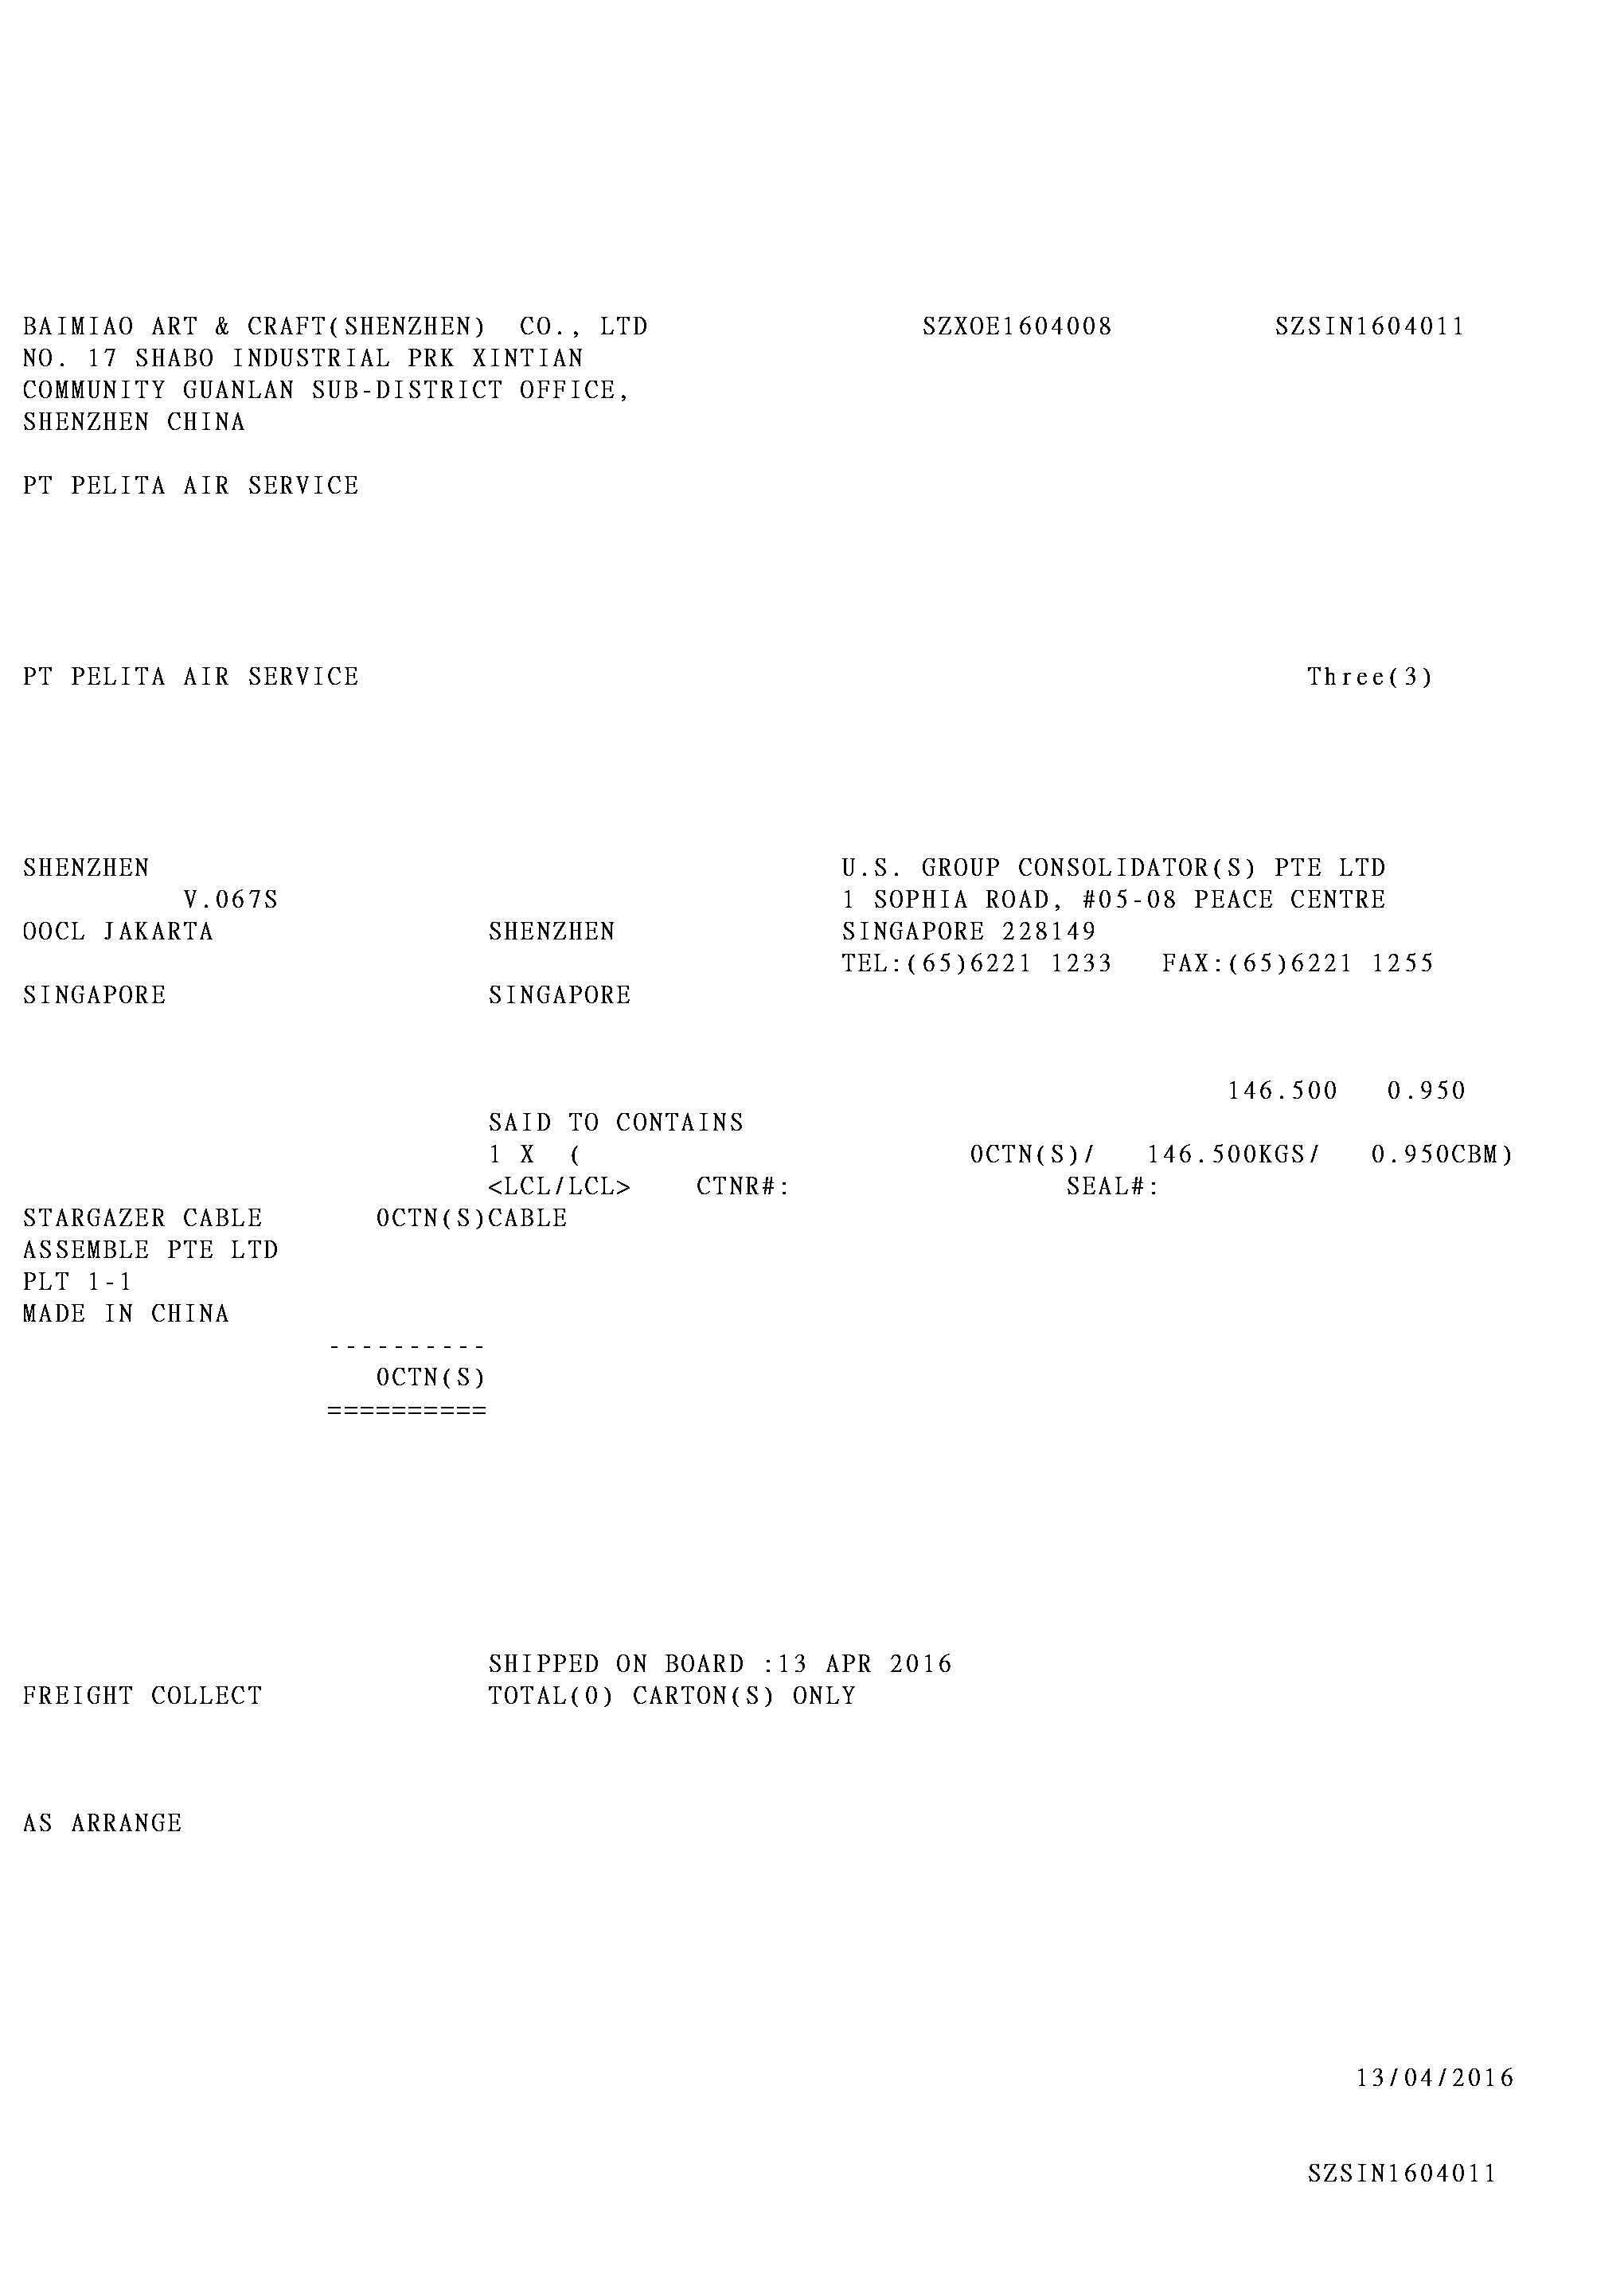 BAIMIAO ART & CRAFT(SHENZHEN) CO., LTD SZXOE1604008 SZSIN1604011
NO. 17 SHABO INDUSTRIAL PRK XINTIAN
COMMUNITY GUANLAN SUB-DISTRICT OFFICE,
SHENZHEN CHINA
PT PELITA AIR SERVICE
PT PELITA AIR SERVICE Three(3)
SHENZHEN U.S. GROUP CONSOLIDATOR(S) PTE LTD
V.067S 1 SOPHIA ROAD, #05-08 PEACE CENTRE
OOCL JAKARTA SHENZHEN SINGAPORE 228149
TEL:(65)6221 1233 FAX:(65)6221 1255
SINGAPORE SINGAPORE
146.500 0.950
SAID TO CONTAINS
1 X ( 0CTN(S)/ 146.500KGS/ 0.950CBM)
<LCL/LCL> CTNR#: SEAL#:
STARGAZER CABLE 0CTN(S)CABLE
ASSEMBLE PTE LTD
PLT 1-1
MADE IN CHINA
----------
0CTN(S)
==========
SHIPPED ON BOARD :13 APR 2016
FREIGHT COLLECT TOTAL(0) CARTON(S) ONLY
AS ARRANGE
13/04/2016
SZSIN1604011